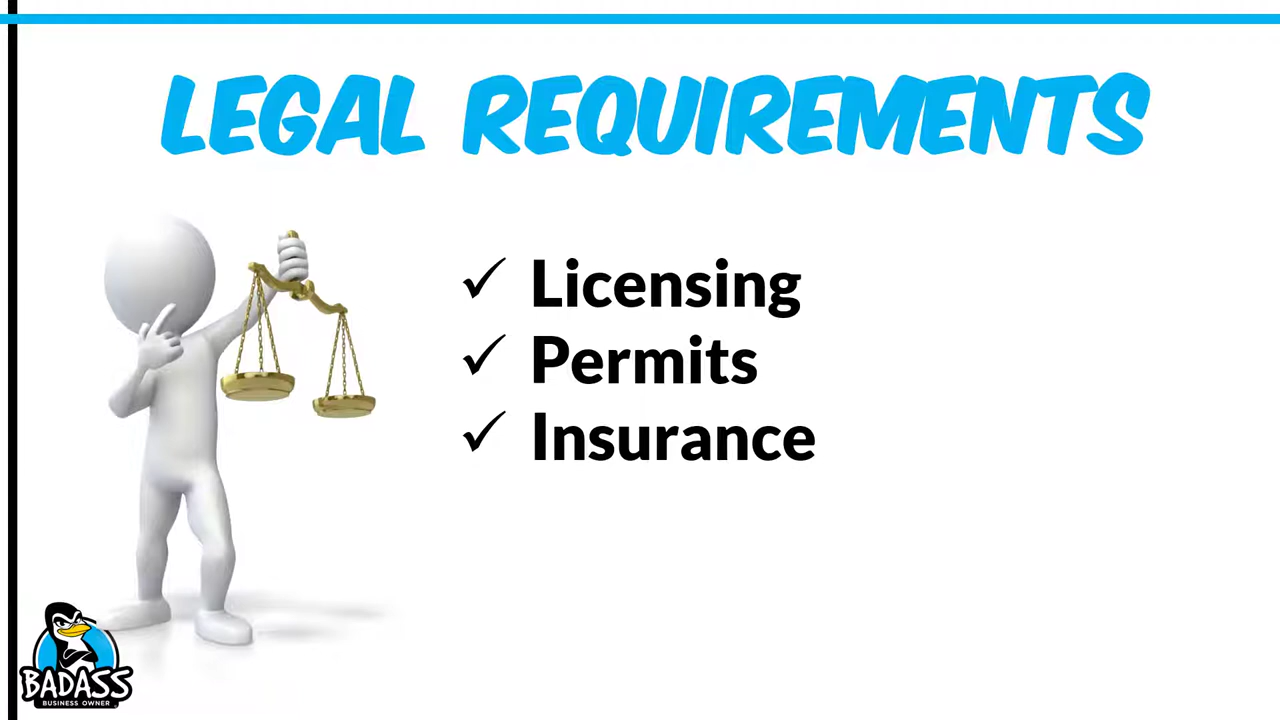 LEGAL REQUIREMENTS
✓ Licensing
✓ Permits
✓ Insurance
BADASS
BUSINESS OWNER